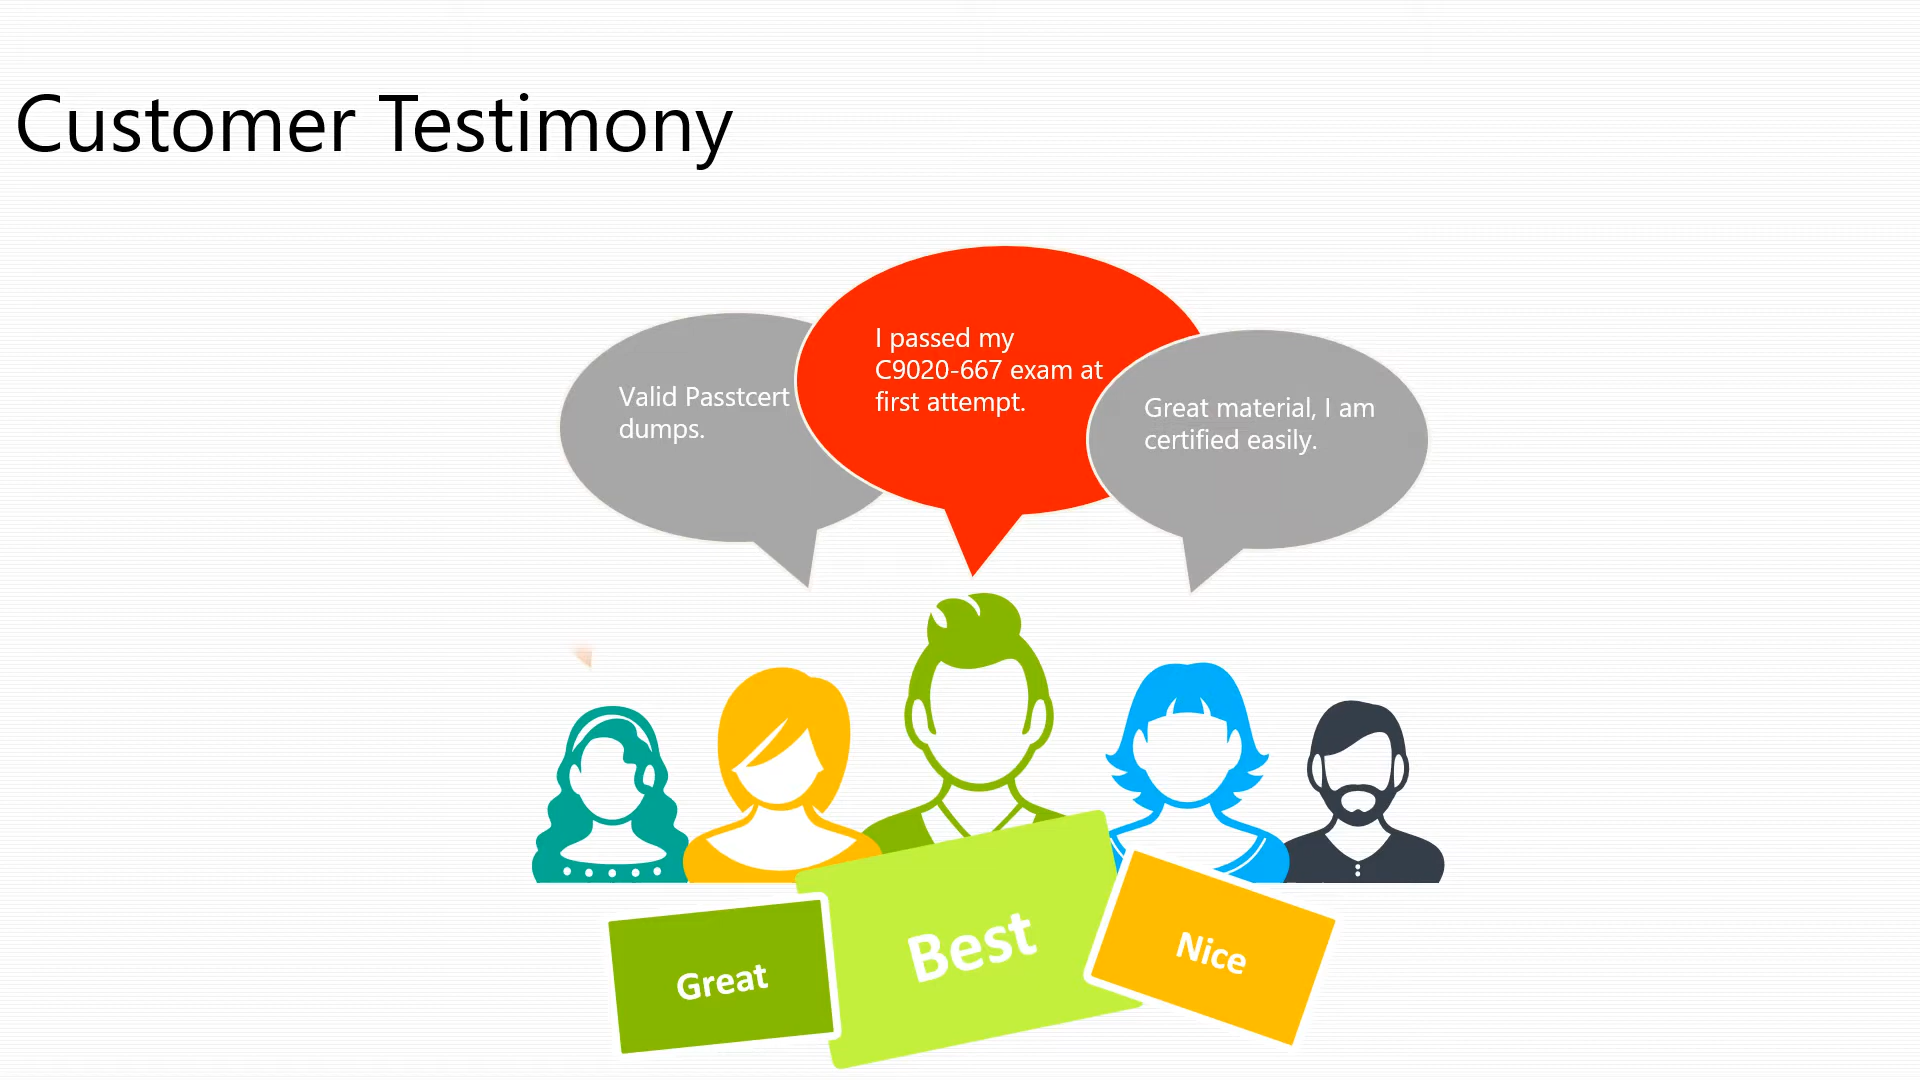 Customer Testimony
Valid Passtcert
dumps.
I passed my
C9020-667 exam at
first attempt.
Great material, I am
certified easily.
Great
Best
Nice